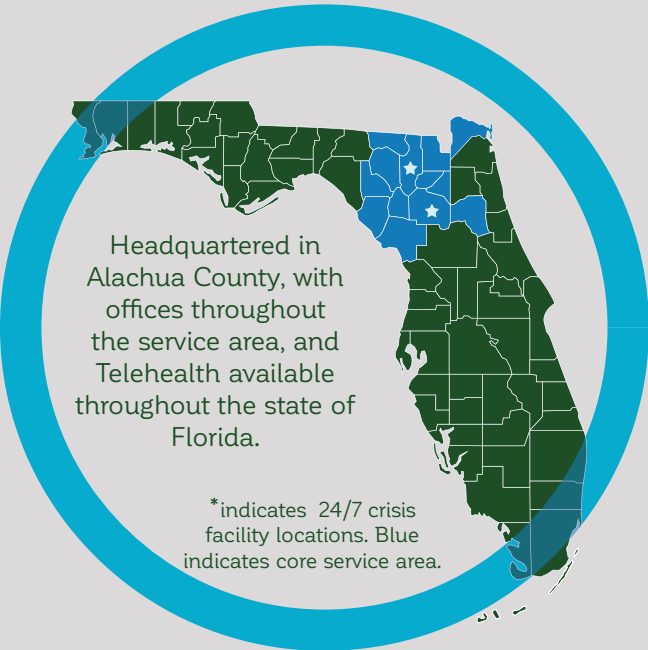 Headquartered in
Alachua County, with
offices throughout
the service area, and
Telehealth available
throughout the state of
Florida.
*indicates 24/7 crisis
facility locations. Blue
indicates core service area.